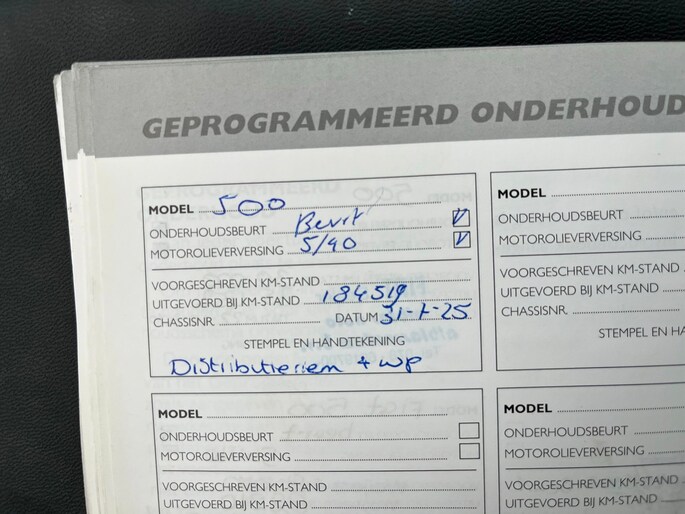 GEPROGRAMMEERD ONDERHOUD
MODEL 500
ONDERHOUDSBEURT Beurt
MOTOROLIEVERVERSING 5/40
VOORGESCHREVEN KM-STAND
UITGEVOERD BIJ KM-STAND 184519
CHASSISNR. DATUM 31-1-25
STEMPEL EN HANDTEKENING
Distributieriem + wp
MODEL
ONDERHOUDSBEURT
MOTOROLIEVERVERSING
VOORGESCHREVEN KM-STAND
UITGEVOERD BIJ KM-STAND
CHASSISNR.
STEMPEL EN HA
MODEL
ONDERHOUDSBEURT
MOTOROLIEVERVERSING
VOORGESCHREVEN KM-STAND
UITGEVOERD BIJ KM-STAND
MODEL
ONDERHOUDSBEURT
MOTOROLIEVERVERSING
VOORGESCHREVEN KM-STAND
UITGEVOERD BIJ KM-STAND